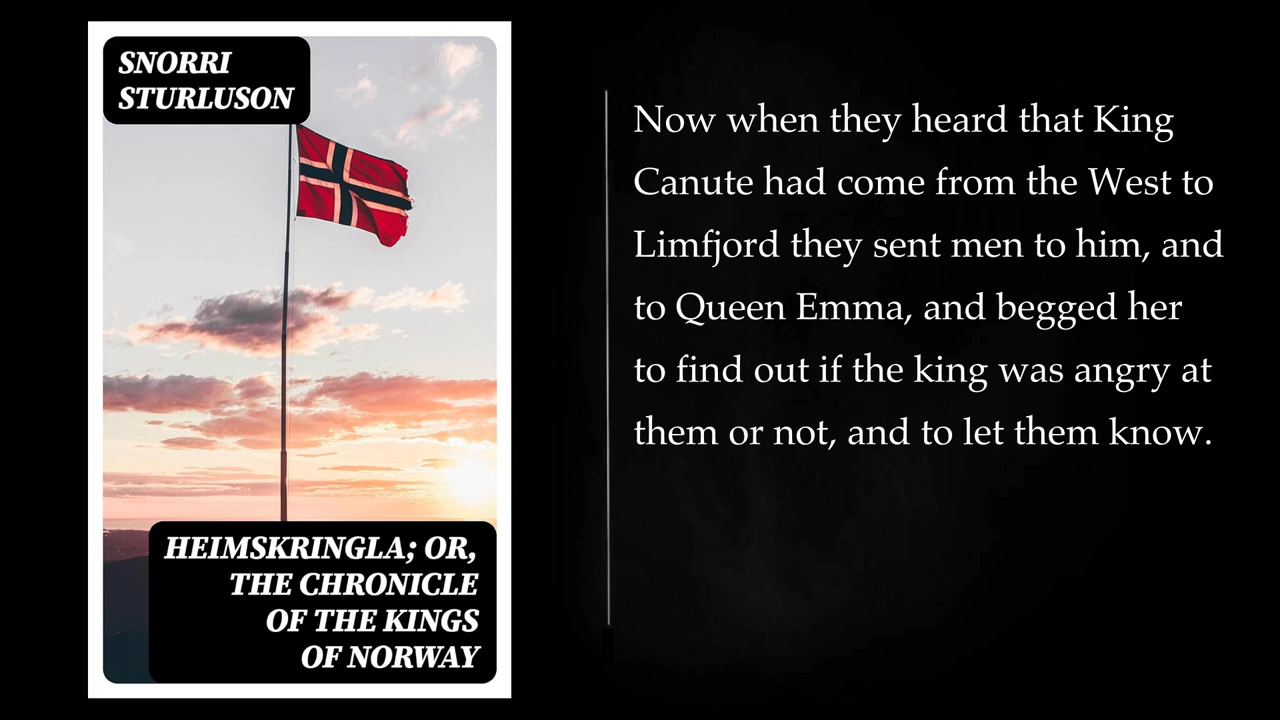 SNORRI
STURLUSON
HEIMSKRINGLA; OR,
THE CHRONICLE
OF THE KINGS
OF NORWAY
Now when they heard that King
Canute had come from the West to
Limfjord they sent men to him, and
to Queen Emma, and begged her
to find out if the king was angry at
them or not, and to let them know.